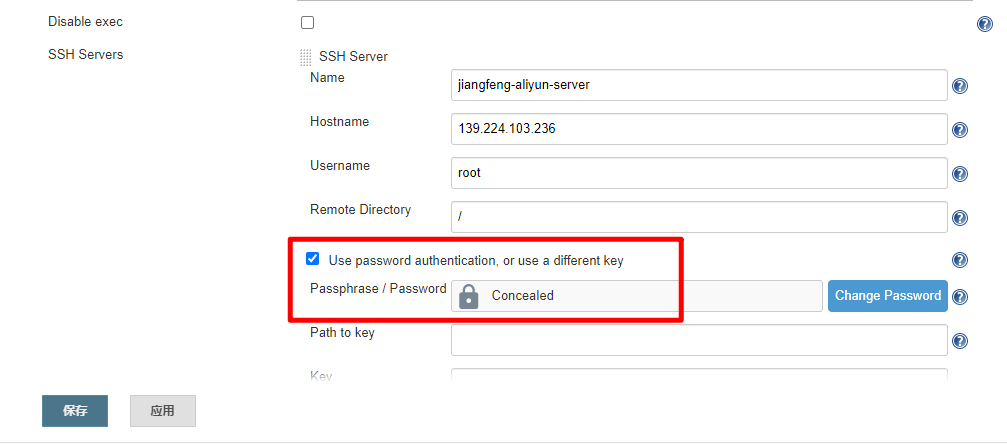 Disable exec
SSH Servers
SSH Server
Name
jiangfeng-aliyun-server
Hostname
139.224.103.236
Username
root
Remote Directory
/
Use password authentication, or use a different key
Passphrase / Password
Concealed
Change Password
Path to key
Key
保存
应用